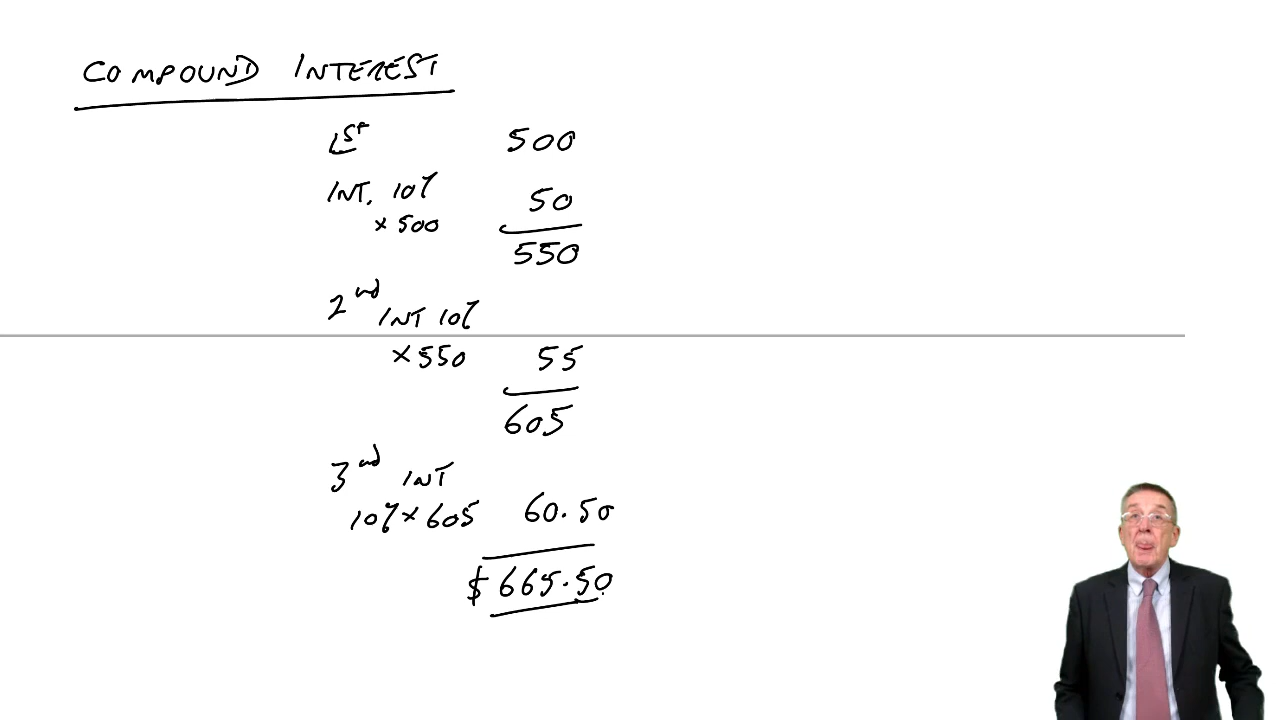 COMPOUND INTEREST
1st 500
INT. 10% 50
× 500
550
2nd
INT 10%
× 550 55
605
3nd INT
10% × 605 60.50
$665.50